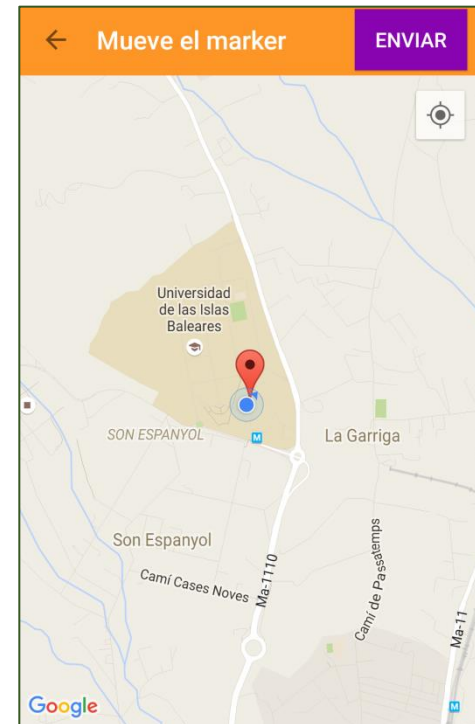 Mueve el marker
ENVIAR
Universidad
de las Islas
Baleares
SON ESPANYOL
M
La Garriga
Son Espanyol
Camí Cases Noves
Ma-1110
Camí de Passatemps
Ma-11
M
Google